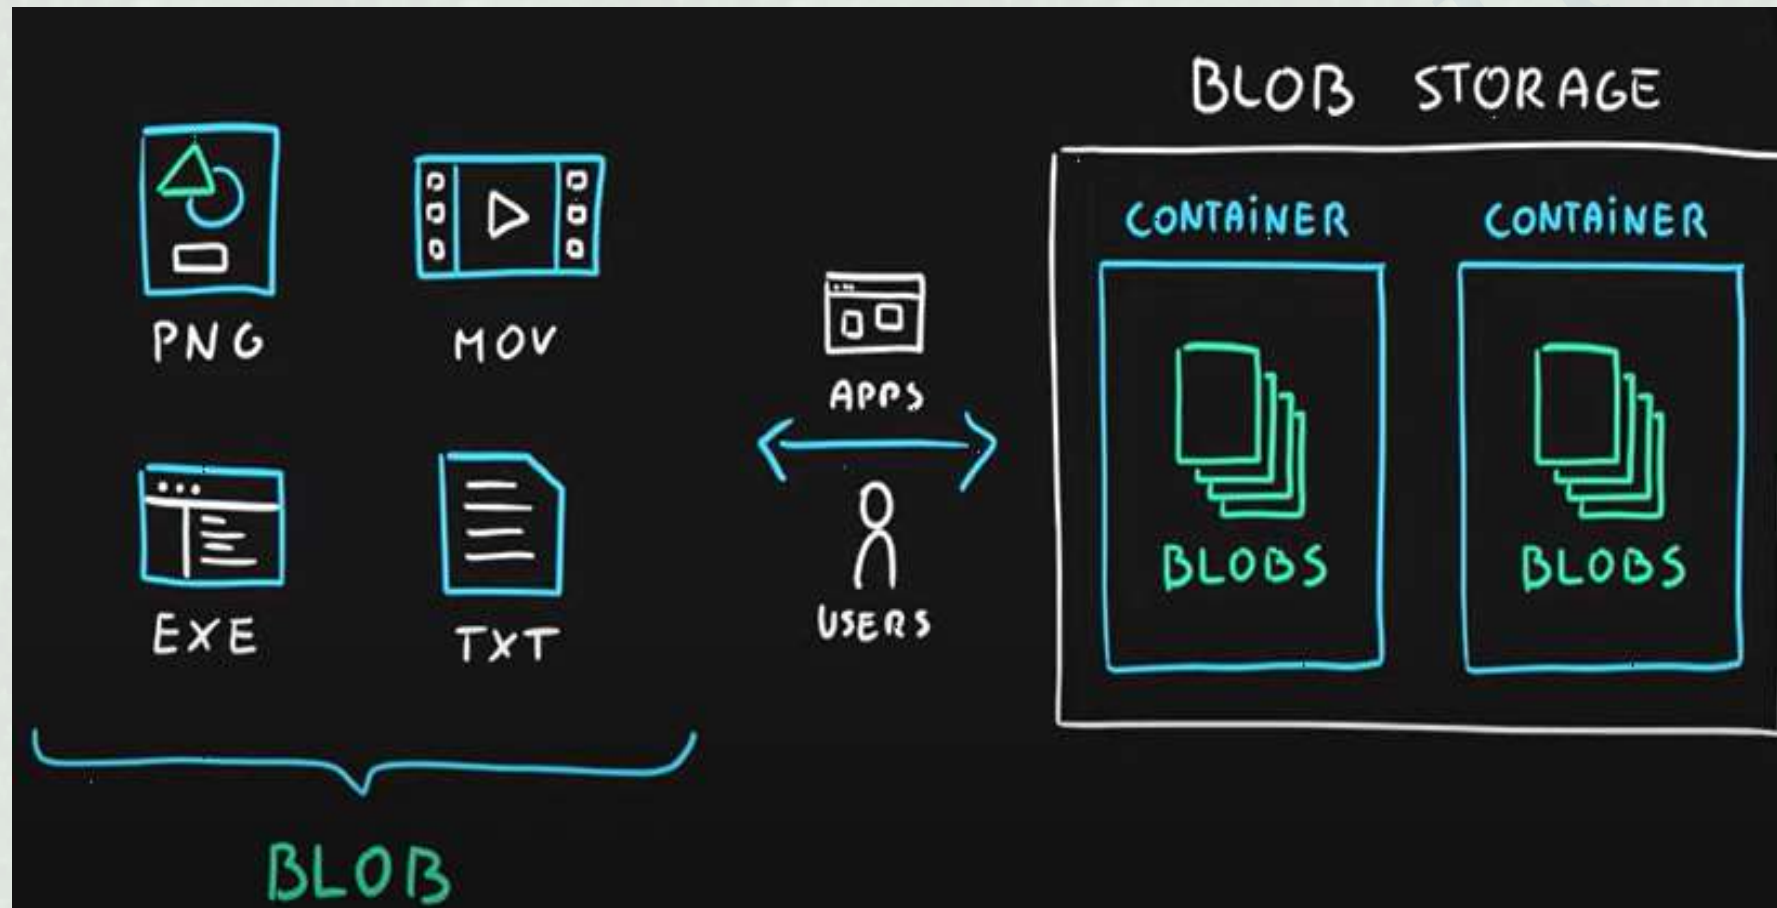 BLOB STORAGE
CONTAINER CONTAINER
PNG MOV
APPS
BLOBS BLOBS
EXE TXT
USERS
BLOB